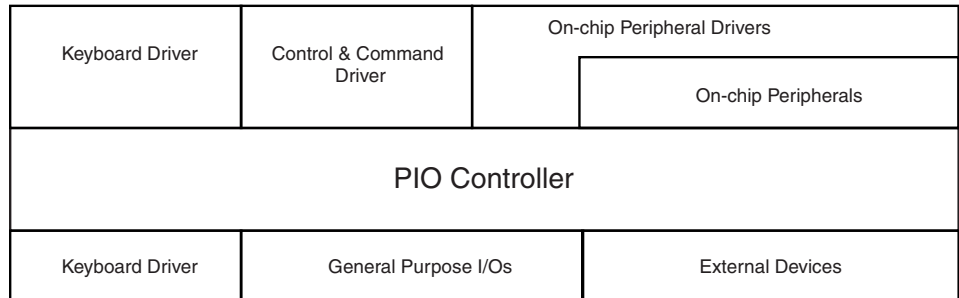 Keyboard Driver
Control & Command
Driver
On-chip Peripheral Drivers
On-chip Peripherals
PIO Controller
Keyboard Driver
General Purpose I/Os
External Devices